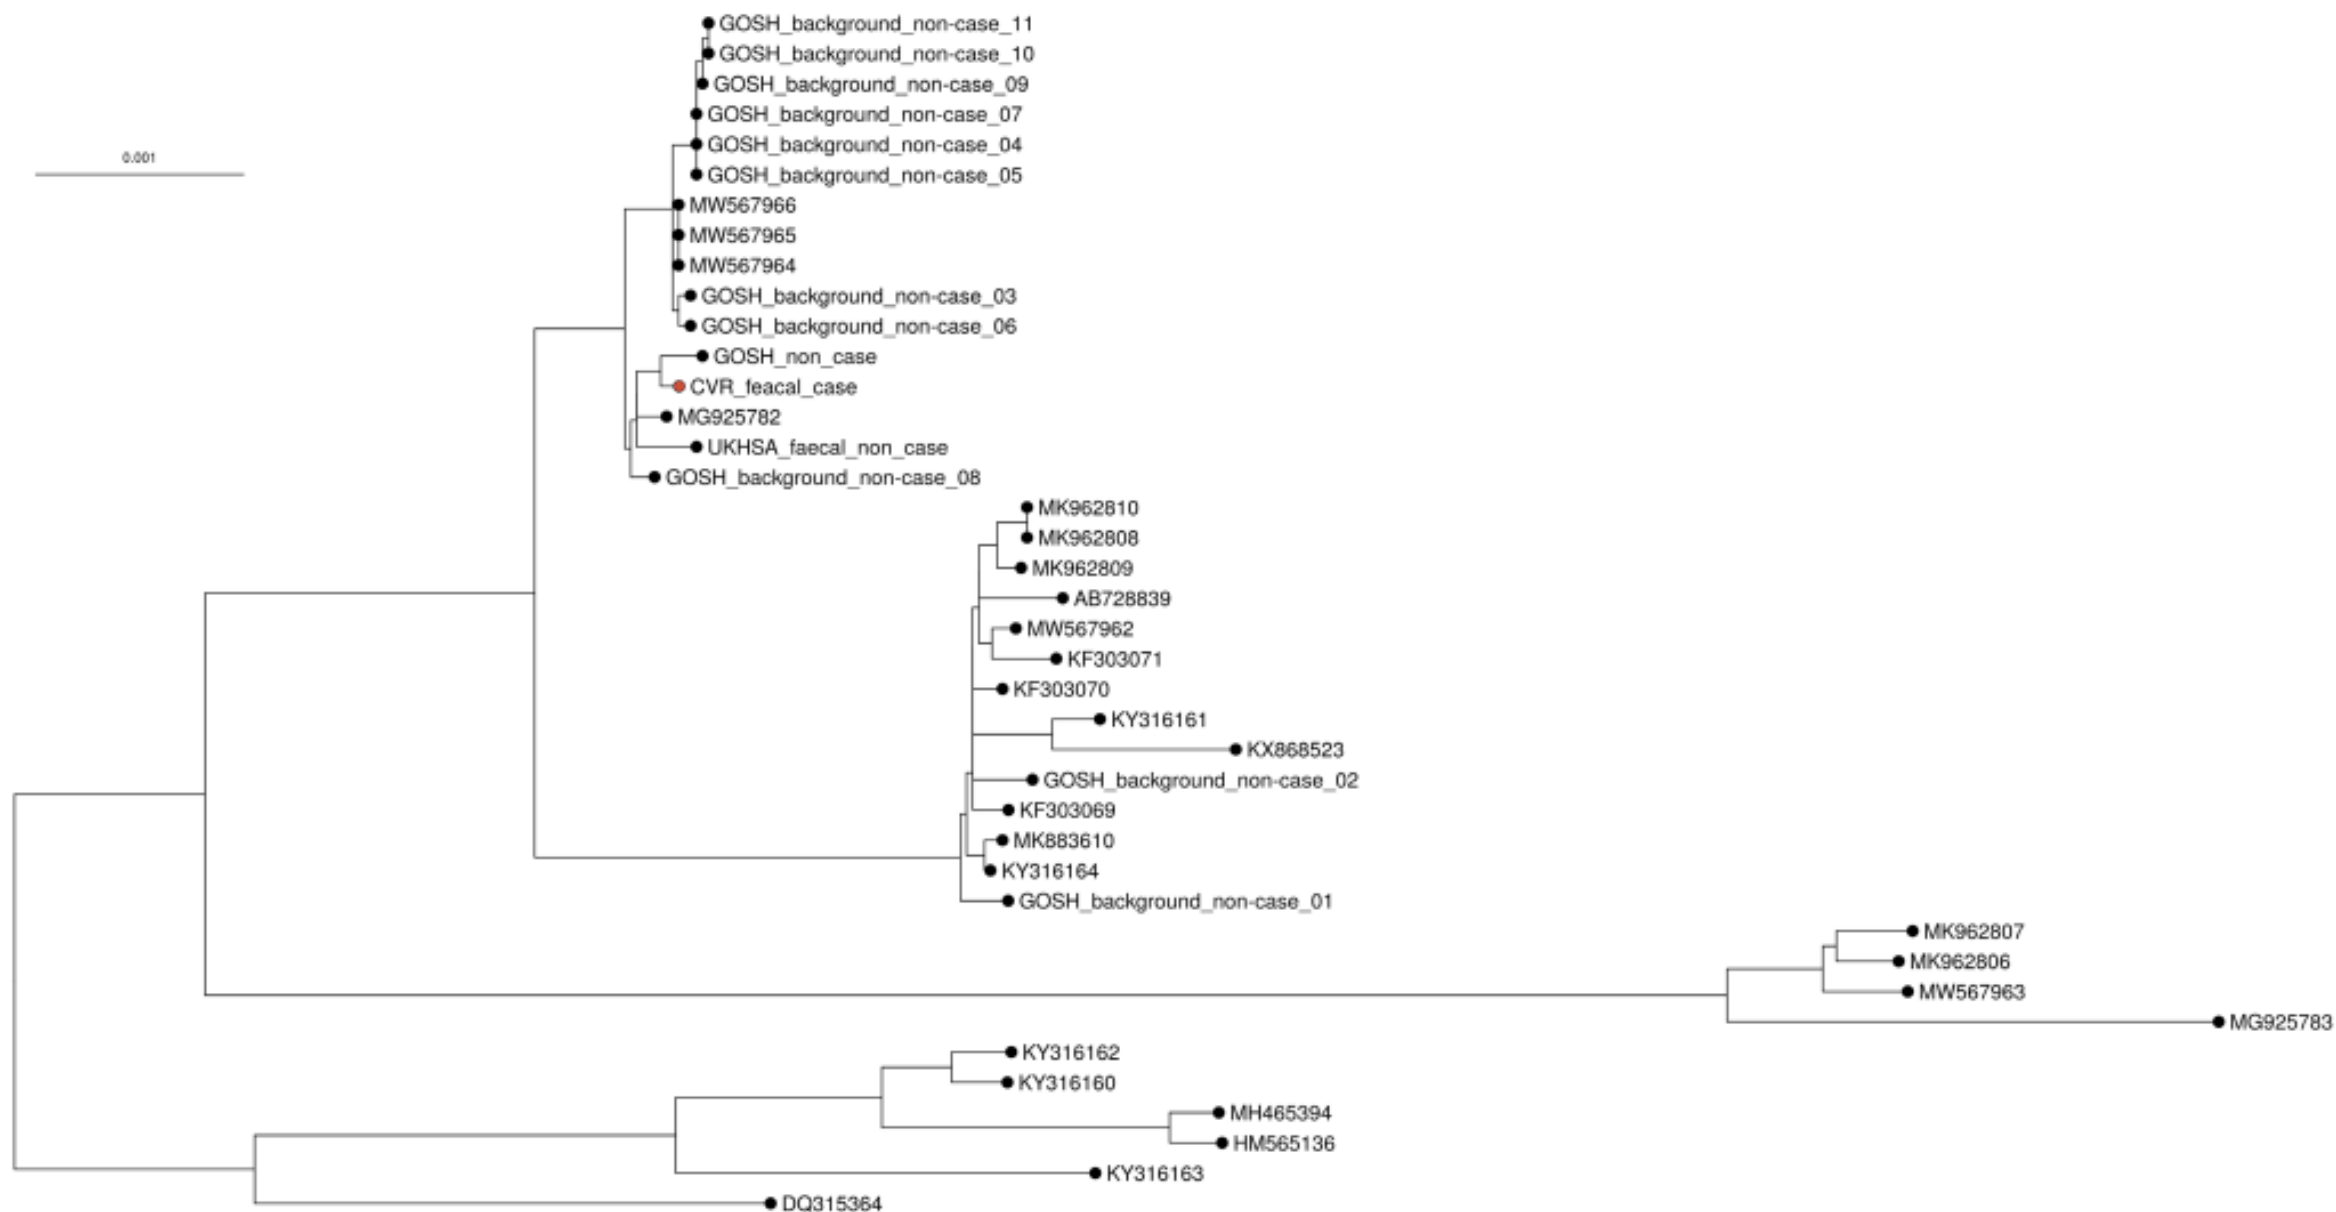 GOSH_background_non-case_11
GOSH_background_non-case_10
GOSH_background_non-case_09
GOSH_background_non-case_07
0.001
GOSH_background_non-case_04
GOSH_background_non-case_05
MW567966
MW567965
MW567964
GOSH_background_non-case_03
GOSH_background_non-case_06
GOSH_non_case
CVR_feacal_case
MG925782
UKHSA_faecal_non_case
GOSH_background_non-case_08
MK962810
MK962808
MK962809
AB728839
MW567962
KF303071
KF303070
KY316161
KX868523
GOSH_background_non-case_02
KF303069
MK883610
KY316164
GOSH_background_non-case_01
MK962807
MK962806
MW567963
MG925783
KY316162
KY316160
MH465394
HM565136
KY316163
DQ315364